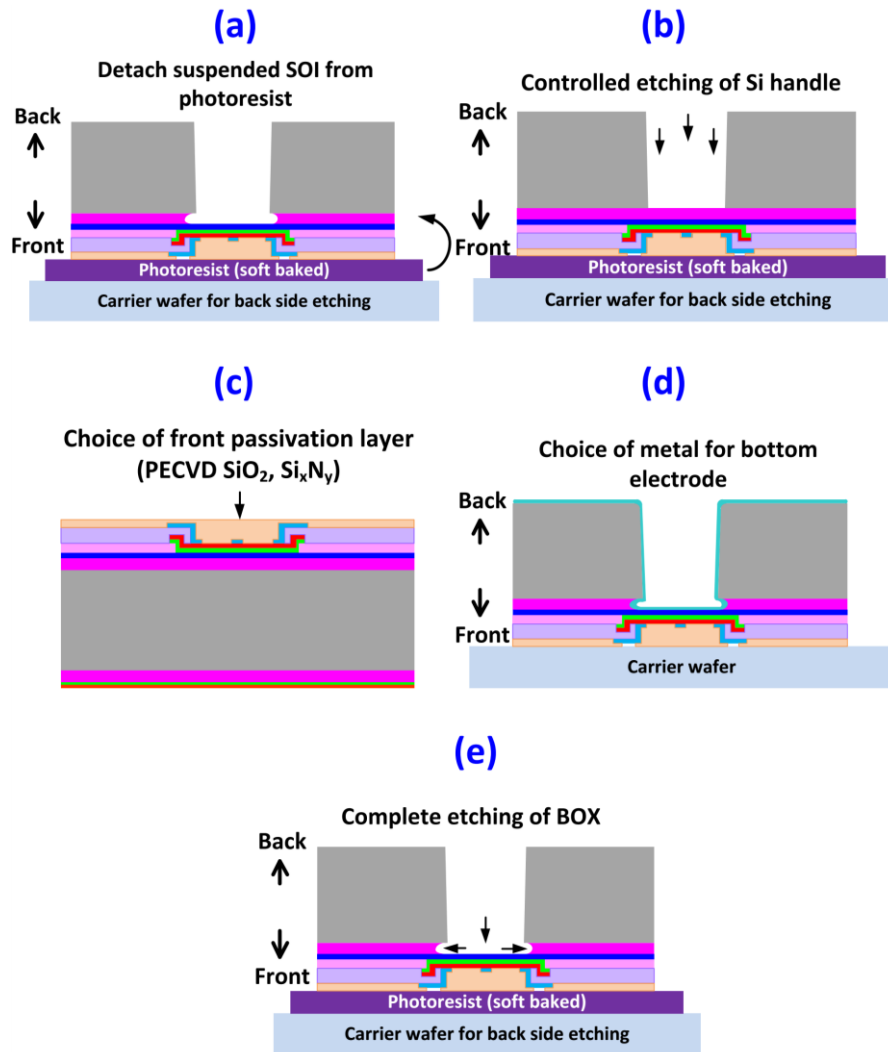 (a)
Detach suspended SOI from
photoresist
Back
Front
Photoresist (soft baked)
Carrier wafer for back side etching
(b)
Controlled etching of Si handle
Back
Front
Photoresist (soft baked)
Carrier wafer for back side etching
(c)
Choice of front passivation layer
(PECVD SiO₂, SiₓNᵧ)
(d)
Choice of metal for bottom
electrode
Back
Front
Carrier wafer
(e)
Complete etching of BOX
Back
Front
Photoresist (soft baked)
Carrier wafer for back side etching